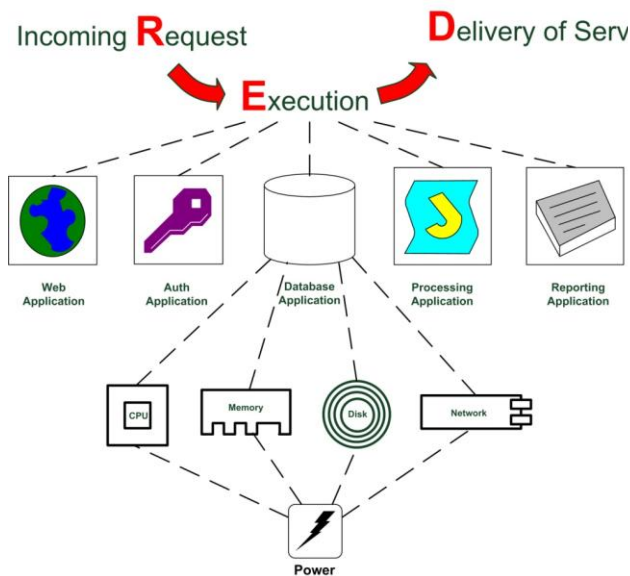 Incoming Request
Delivery of Serv
Execution
Web
Application
Auth
Application
Database
Application
Processing
Application
Reporting
Application
CPU
Memory
Disk
Network
Power